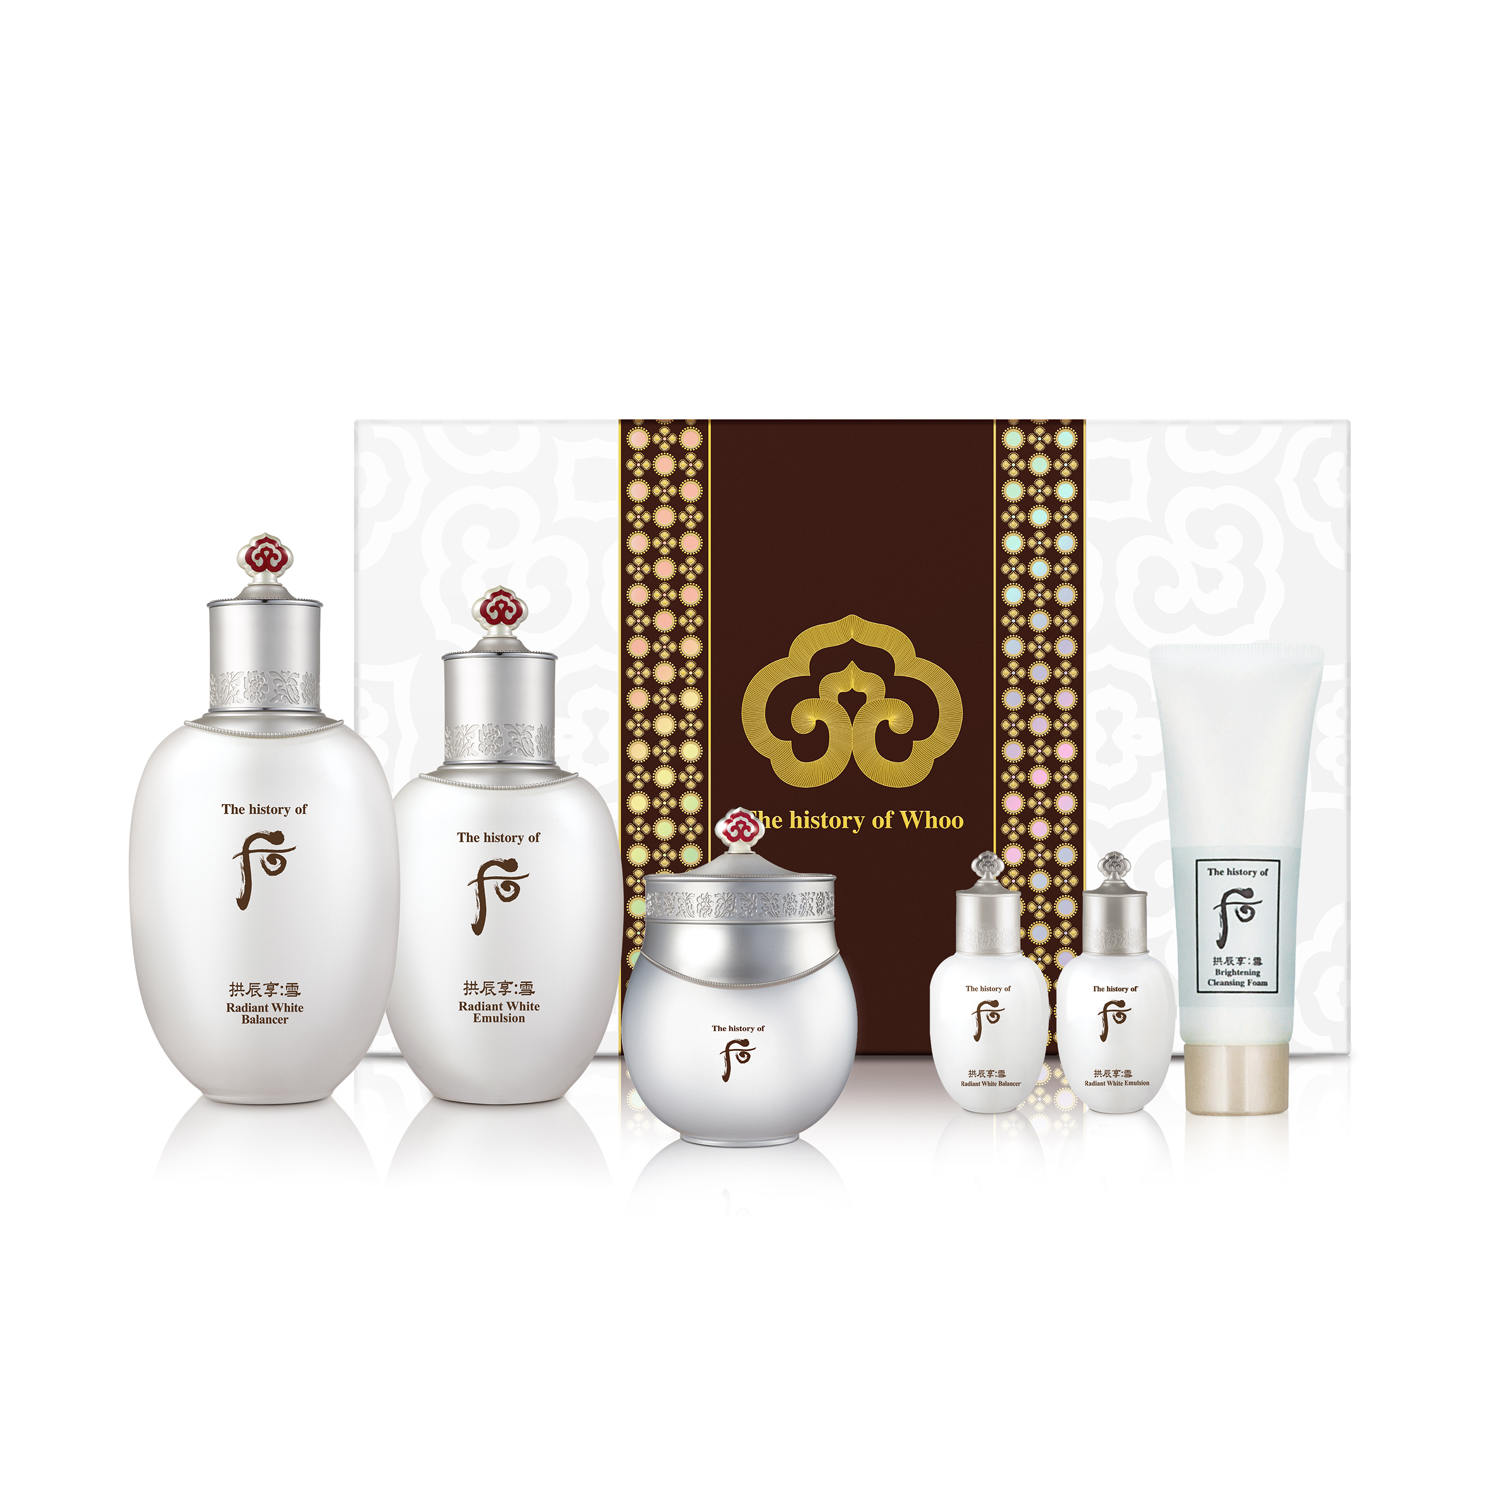 The history of Whoo
The history of
后
拱辰享:雪
Radiant White
Balancer
The history of
后
拱辰享:雪
Radiant White
Emulsion
The history of
后
The history of
后
拱辰享:雪
Radiant White Balancer
The history of
后
拱辰享:雪
Radiant White Emulsion
The history of
后
拱辰享:雪
Brightening
Cleansing Foam